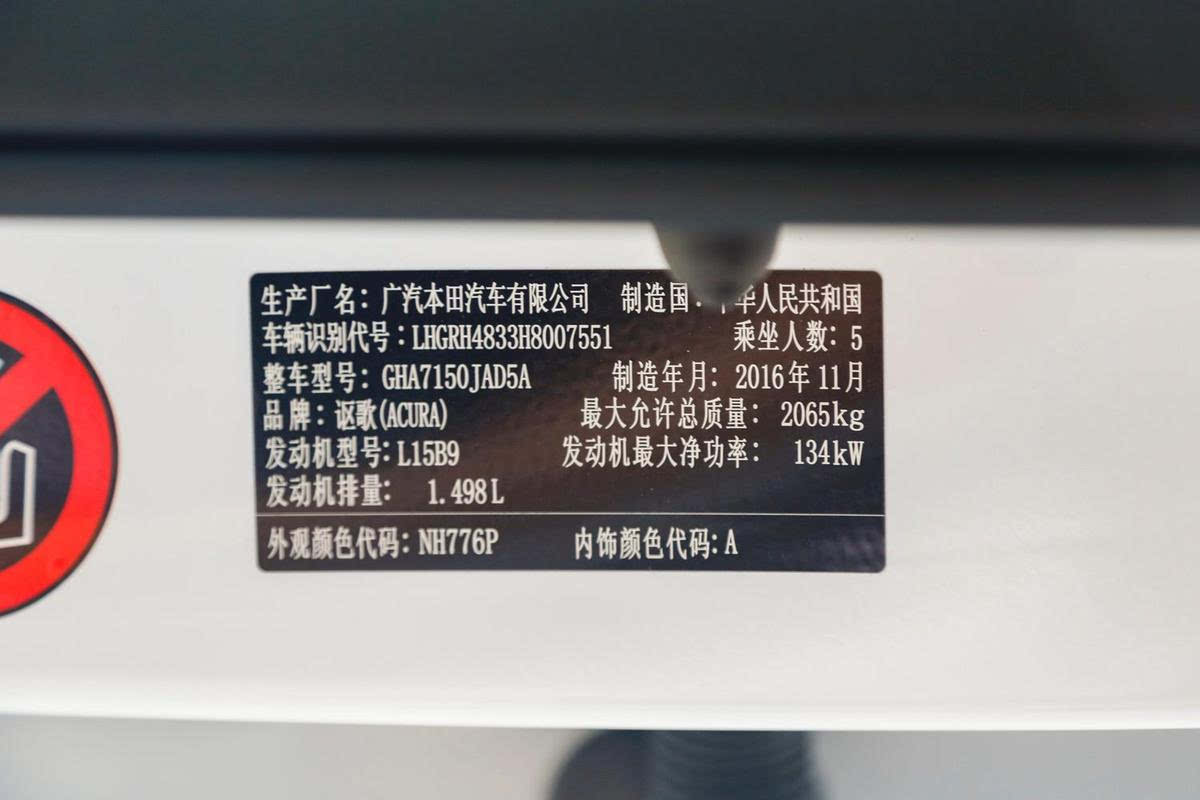 生产厂名：广汽本田汽车有限公司 制造国：华人民共和国
车辆识别代号：LHGRH4833H8007551 乘坐人数：5
整车型号：GHA7150JAD5A 制造年月：2016年11月
品牌：讴歌(ACURA) 最大允许总质量：2065kg
发动机型号：L15B9 发动机最大净功率：134kW
发动机排量：1.498L
外观颜色代码：NH776P 内饰颜色代码：A